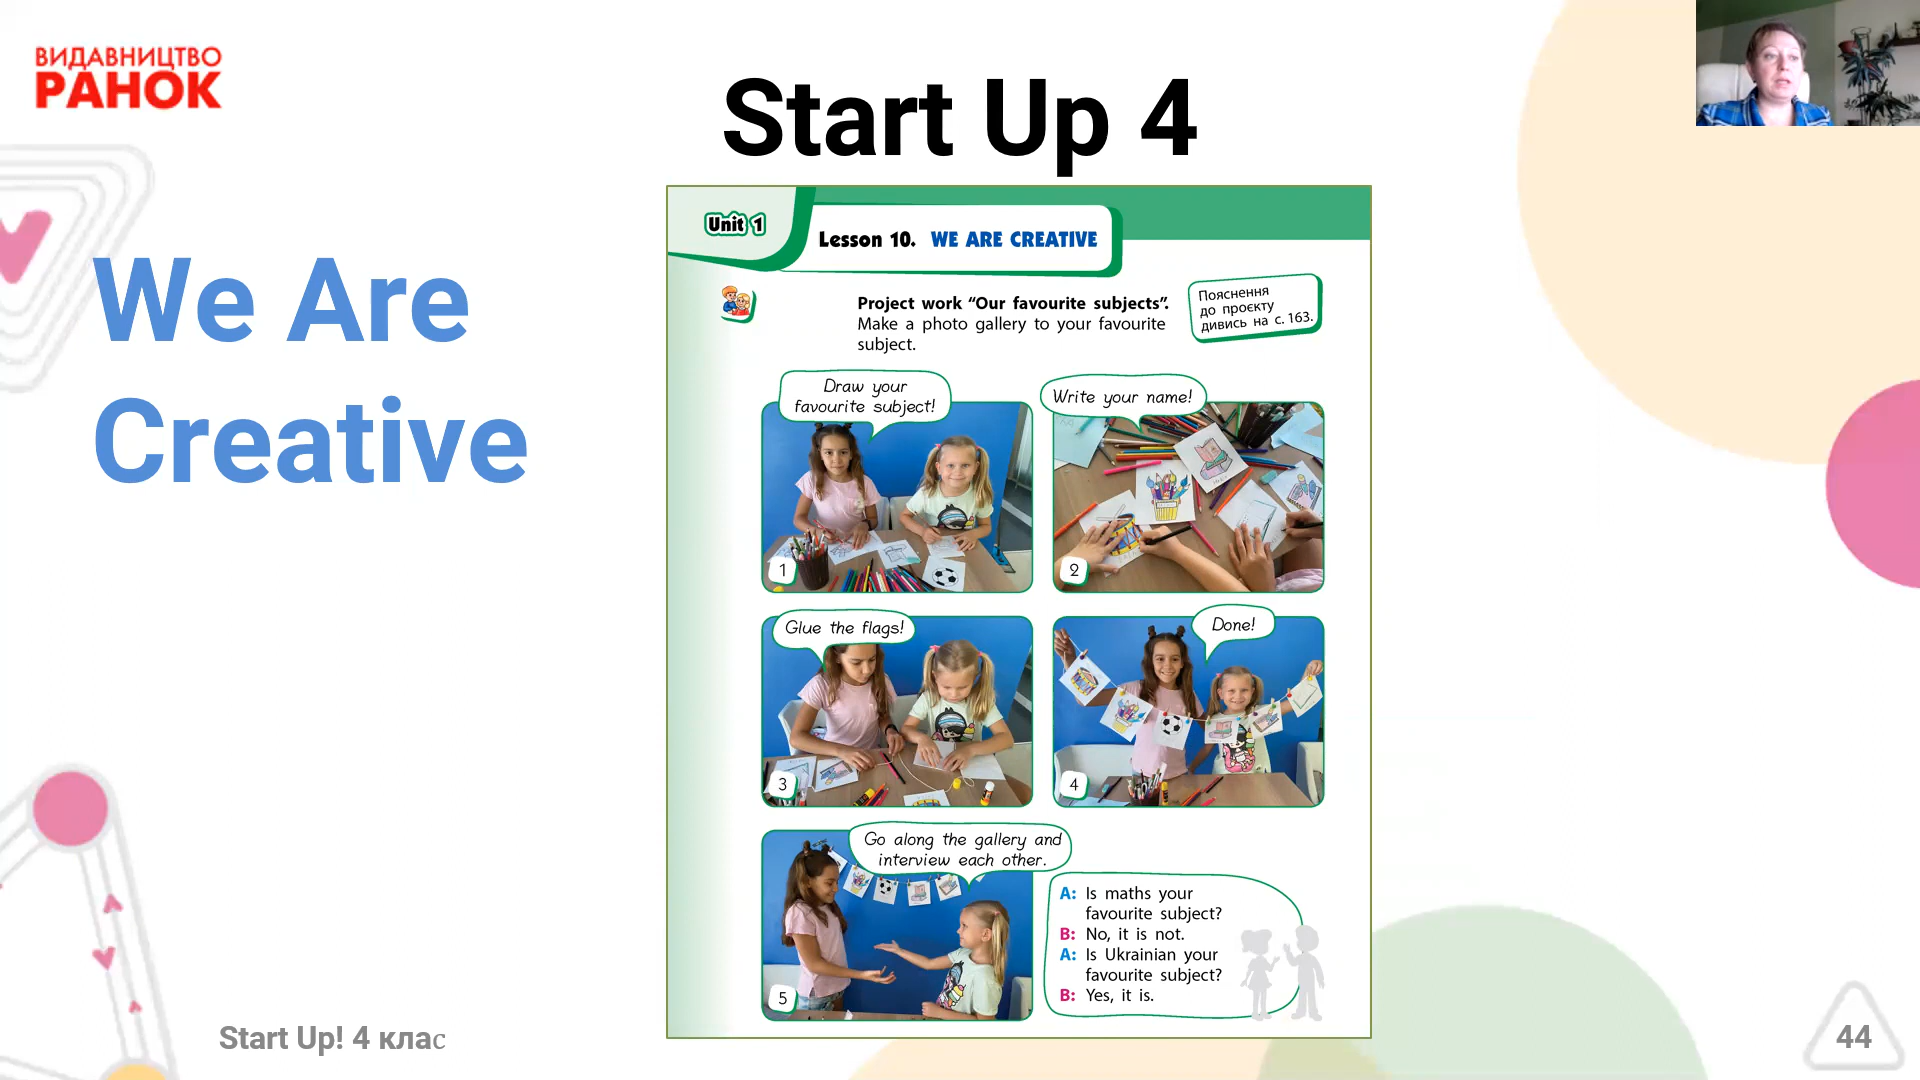 ВИДАВНИЦТВО
РАНОК
Start Up 4
We Are
Creative
Unit 1
Lesson 10. WE ARE CREATIVE
Project work “Our favourite subjects”.
Make a photo gallery to your favourite
subject.
Пояснення
до проєкту
дивись на с. 163.
Draw your
favourite subject!
1
Write your name!
2
Glue the flags!
3
Done!
4
Go along the gallery and
interview each other.
5
A: Is maths your
favourite subject?
B: No, it is not.
A: Is Ukrainian your
favourite subject?
B: Yes, it is.
Start Up! 4 клас
44